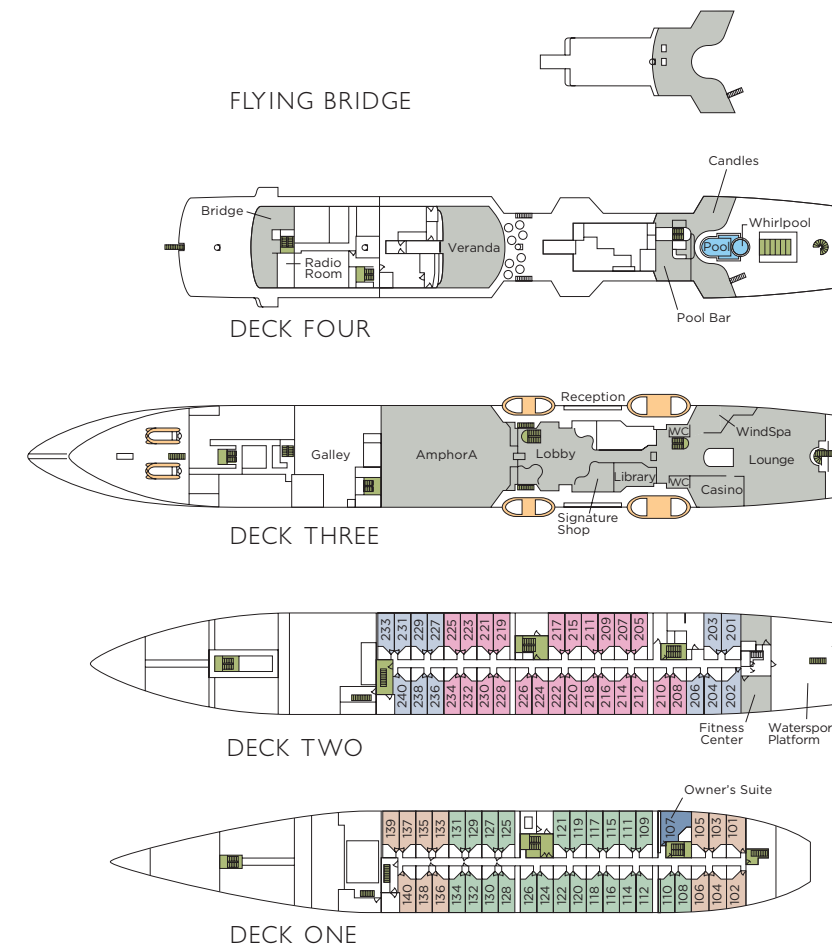 FLYING BRIDGE
Candles
Bridge
Whirlpool
Radio
Room
Veranda
Pool
Pool Bar
DECK FOUR
Reception
WC
WindSpa
Galley
AmphorA
Lobby
Lounge
Library
WC
Casino
Signature
Shop
DECK THREE
233 231 229 227 225 223 221 219 217 215 211 209 207 205 203 201
240 238 236 234 232 230 228 226 224 222 220 218 216 214 212 210 208 206 204 202
Fitness
Center
Waterspor
Platform
DECK TWO
Owner's Suite
139 137 135 133 131 129 127 125 121 119 117 115 111 109 107 105 103 101
140 138 136 134 132 130 128 126 124 122 120 118 116 114 112 110 108 106 104 102
DECK ONE